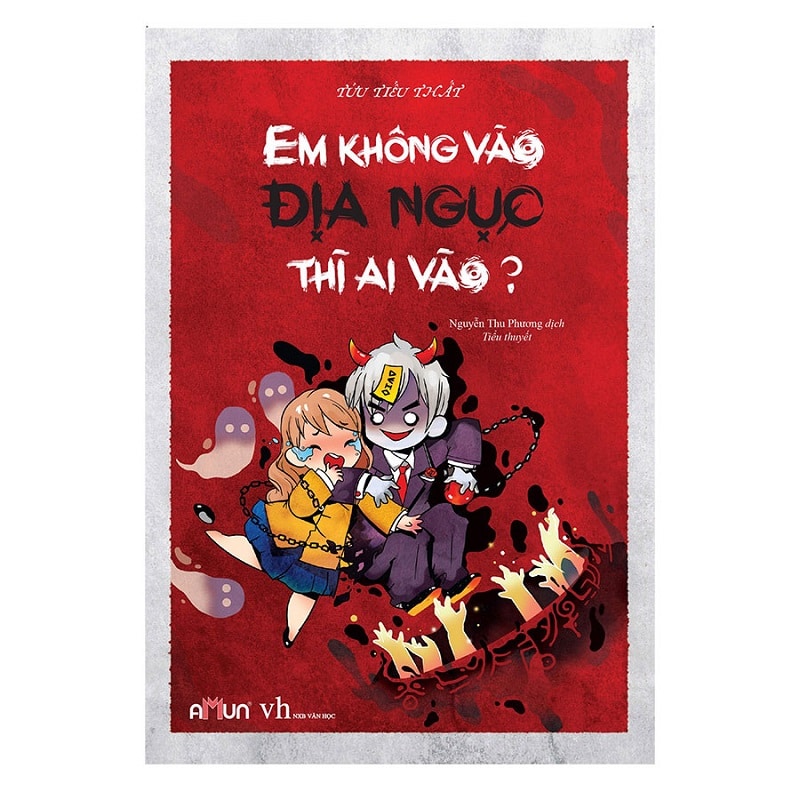 TỬU TIỂU THẤT
EM KHÔNG VÀO
ĐỊA NGỤC
THÌ AI VÀO?
Nguyễn Thu Phương dịch
Tiểu thuyết
AMUN vh NXB VĂN HỌC